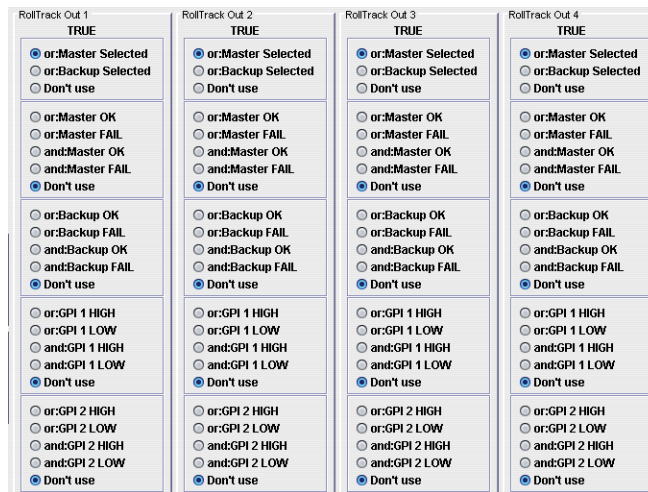 RollTrack Out 1
TRUE
or:Master Selected
or:Backup Selected
Don't use
or:Master OK
or:Master FAIL
and:Master OK
and:Master FAIL
Don't use
or:Backup OK
or:Backup FAIL
and:Backup OK
and:Backup FAIL
Don't use
or:GPI 1 HIGH
or:GPI 1 LOW
and:GPI 1 HIGH
and:GPI 1 LOW
Don't use
or:GPI 2 HIGH
or:GPI 2 LOW
and:GPI 2 HIGH
and:GPI 2 LOW
Don't use
RollTrack Out 2
TRUE
or:Master Selected
or:Backup Selected
Don't use
or:Master OK
or:Master FAIL
and:Master OK
and:Master FAIL
Don't use
or:Backup OK
or:Backup FAIL
and:Backup OK
and:Backup FAIL
Don't use
or:GPI 1 HIGH
or:GPI 1 LOW
and:GPI 1 HIGH
and:GPI 1 LOW
Don't use
or:GPI 2 HIGH
or:GPI 2 LOW
and:GPI 2 HIGH
and:GPI 2 LOW
Don't use
RollTrack Out 3
TRUE
or:Master Selected
or:Backup Selected
Don't use
or:Master OK
or:Master FAIL
and:Master OK
and:Master FAIL
Don't use
or:Backup OK
or:Backup FAIL
and:Backup OK
and:Backup FAIL
Don't use
or:GPI 1 HIGH
or:GPI 1 LOW
and:GPI 1 HIGH
and:GPI 1 LOW
Don't use
or:GPI 2 HIGH
or:GPI 2 LOW
and:GPI 2 HIGH
and:GPI 2 LOW
Don't use
RollTrack Out 4
TRUE
or:Master Selected
or:Backup Selected
Don't use
or:Master OK
or:Master FAIL
and:Master OK
and:Master FAIL
Don't use
or:Backup OK
or:Backup FAIL
and:Backup OK
and:Backup FAIL
Don't use
or:GPI 1 HIGH
or:GPI 1 LOW
and:GPI 1 HIGH
and:GPI 1 LOW
Don't use
or:GPI 2 HIGH
or:GPI 2 LOW
and:GPI 2 HIGH
and:GPI 2 LOW
Don't use